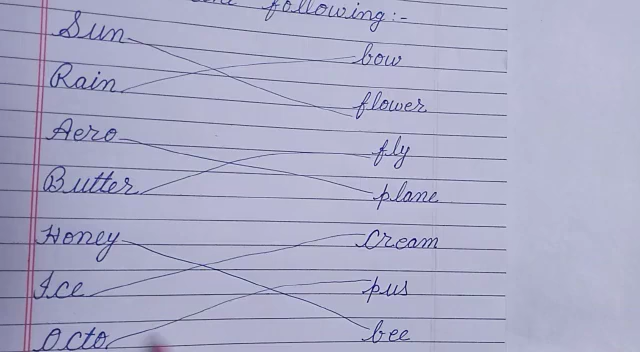 following:-
Sun bow
Rain flower
Aero fly
Butter plane
Honey Cream
Ice pus
Octo bee